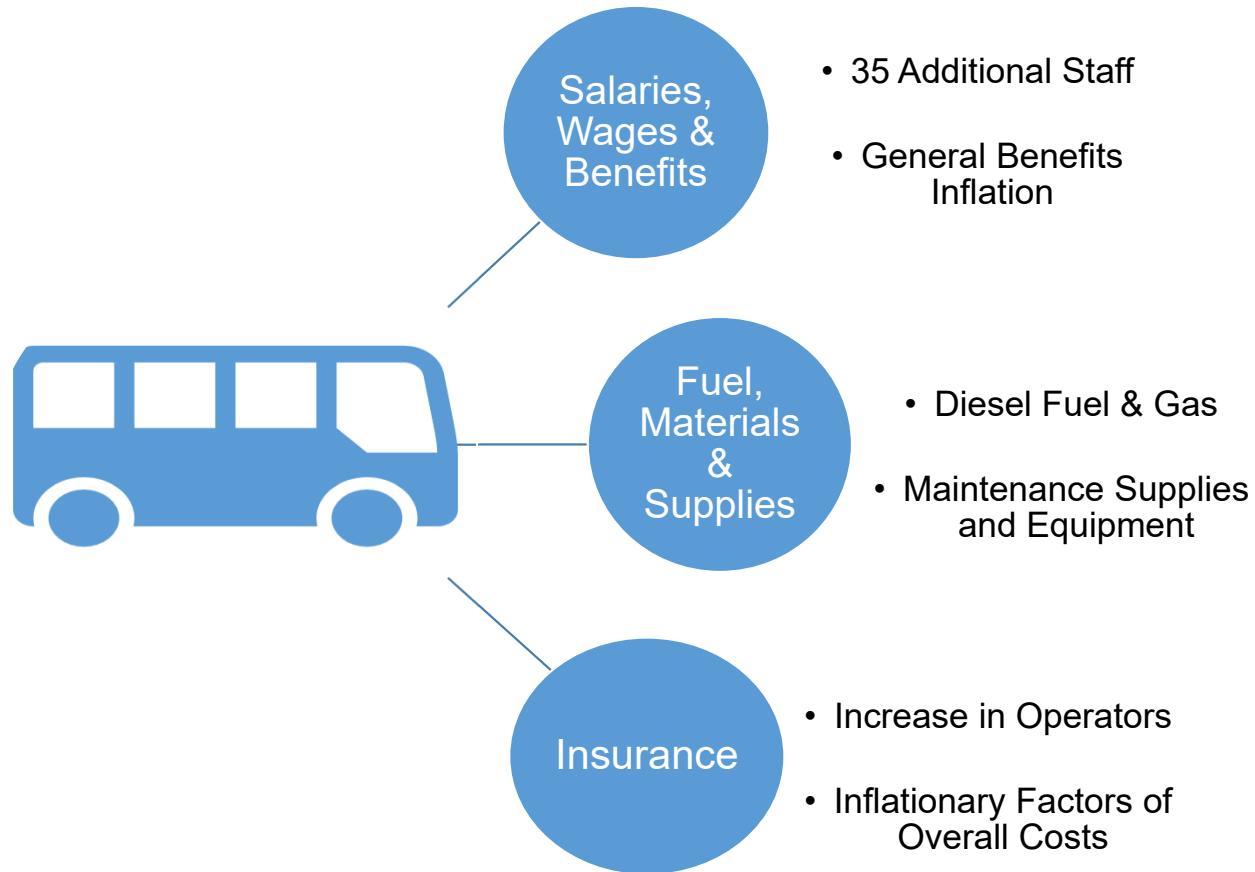 Salaries,
Wages &
Benefits
• 35 Additional Staff
• General Benefits
Inflation
Fuel,
Materials
&
Supplies
• Diesel Fuel & Gas
• Maintenance Supplies
and Equipment
Insurance
• Increase in Operators
• Inflationary Factors of
Overall Costs